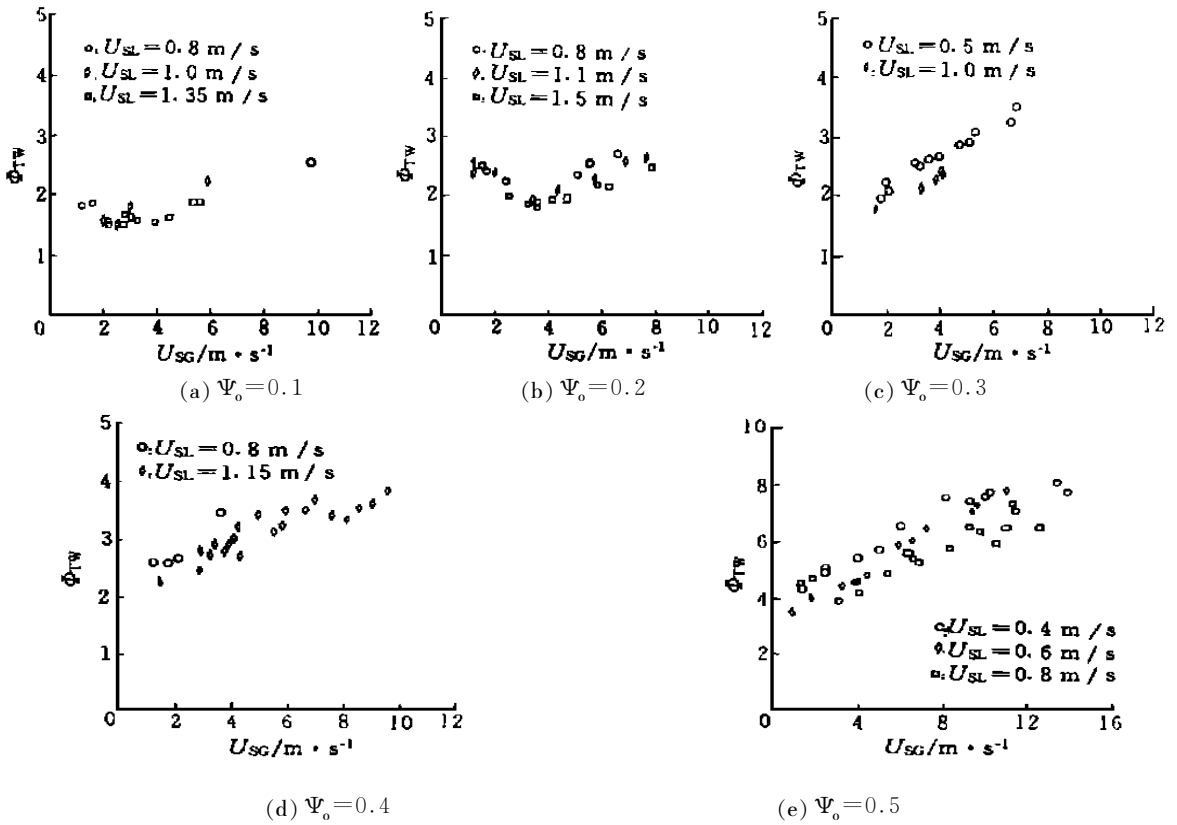 5
4
3
2
1
0
Φ_TW
∘: U_SL=0.8 m/s
⬧: U_SL=1.0 m/s
▫: U_SL=1.35 m/s
2 4 6 8 10 12
U_SG/m·s⁻¹
(a) Ψ_o=0.1
5
4
3
2
1
0
Φ_TW
∘: U_SL=0.8 m/s
⬧: U_SL=1.1 m/s
▫: U_SL=1.5 m/s
2 4 6 8 10 12
U_SG/m·s⁻¹
(b) Ψ_o=0.2
5
4
3
2
1
0
Φ_TW
∘: U_SL=0.5 m/s
⬧: U_SL=1.0 m/s
2 4 6 8 10 12
U_SG/m·s⁻¹
(c) Ψ_o=0.3
5
4
3
2
1
0
Φ_TW
∘: U_SL=0.8 m/s
⬧: U_SL=1.15 m/s
2 4 6 8 10 12
U_SG/m·s⁻¹
(d) Ψ_o=0.4
10
8
6
4
2
0
Φ_TW
∘: U_SL=0.4 m/s
⬧: U_SL=0.6 m/s
▫: U_SL=0.8 m/s
4 8 12 16
U_SG/m·s⁻¹
(e) Ψ_o=0.5